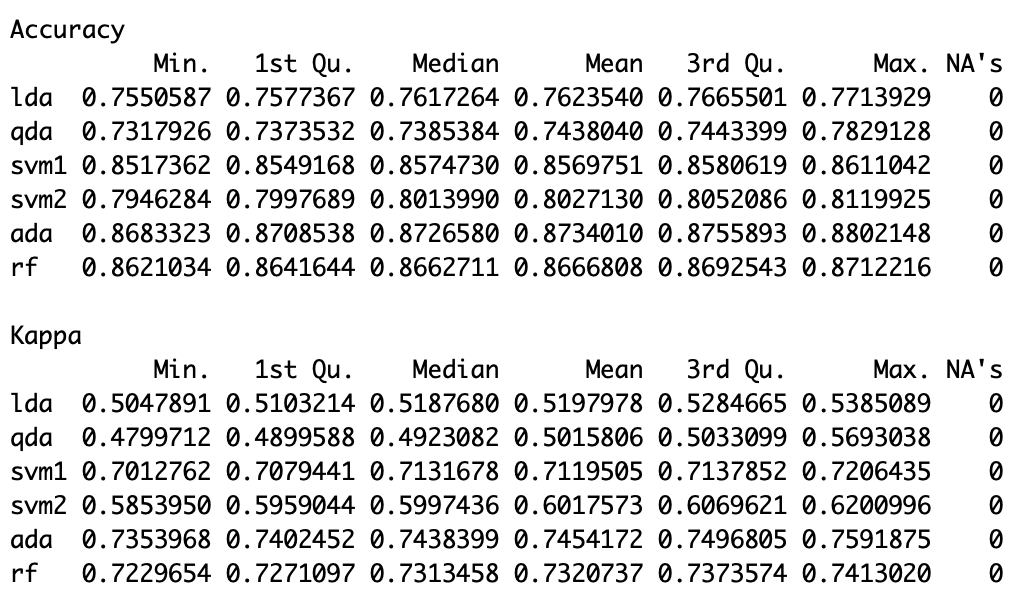 Accuracy
Min. 1st Qu. Median Mean 3rd Qu. Max. NA's
lda 0.7550587 0.7577367 0.7617264 0.7623540 0.7665501 0.7713929 0
qda 0.7317926 0.7373532 0.7385384 0.7438040 0.7443399 0.7829128 0
svm1 0.8517362 0.8549168 0.8574730 0.8569751 0.8580619 0.8611042 0
svm2 0.7946284 0.7997689 0.8013990 0.8027130 0.8052086 0.8119925 0
ada 0.8683323 0.8708538 0.8726580 0.8734010 0.8755893 0.8802148 0
rf 0.8621034 0.8641644 0.8662711 0.8666808 0.8692543 0.8712216 0
Kappa
Min. 1st Qu. Median Mean 3rd Qu. Max. NA's
lda 0.5047891 0.5103214 0.5187680 0.5197978 0.5284665 0.5385089 0
qda 0.4799712 0.4899588 0.4923082 0.5015806 0.5033099 0.5693038 0
svm1 0.7012762 0.7079441 0.7131678 0.7119505 0.7137852 0.7206435 0
svm2 0.5853950 0.5959044 0.5997436 0.6017573 0.6069621 0.6200996 0
ada 0.7353968 0.7402452 0.7438399 0.7454172 0.7496805 0.7591875 0
rf 0.7229654 0.7271097 0.7313458 0.7320737 0.7373574 0.7413020 0